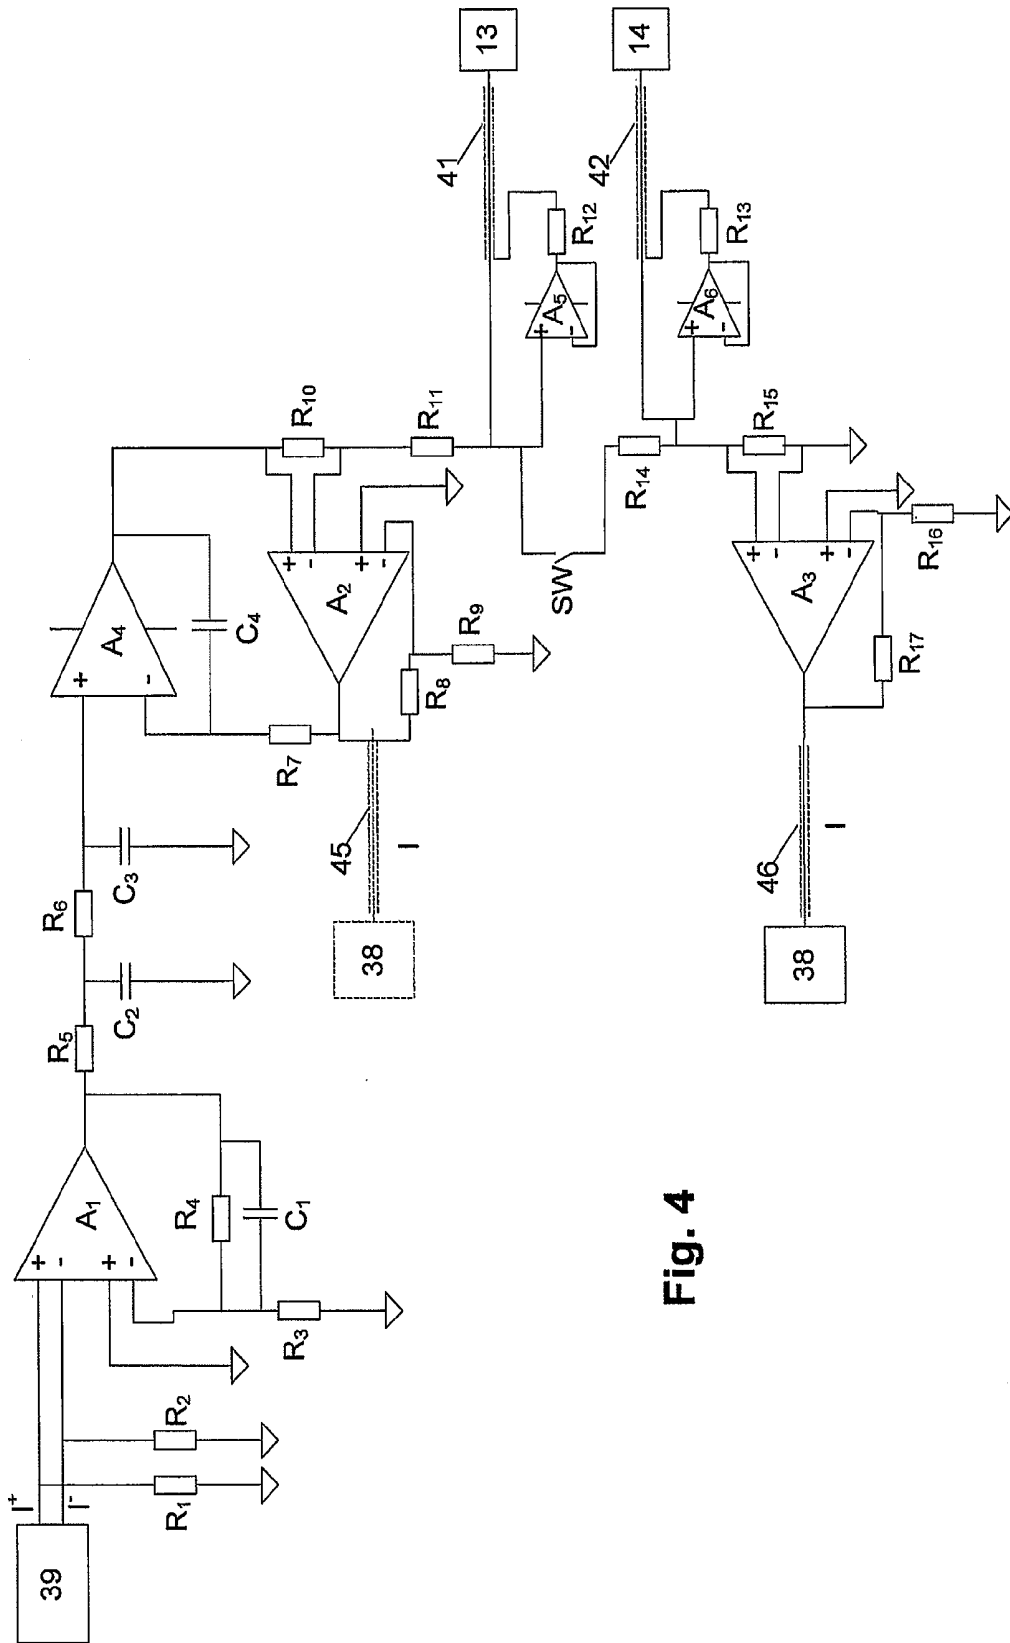 39
I⁺
I⁻
R₁
R₂
+
-
+
-
A₁
R₃
R₄
C₁
R₅
C₂
R₆
C₃
+
-
A₄
C₄
R₇
38
45
I
A₂
+
-
+
-
R₈
R₉
R₁₀
R₁₁
41
13
A₅
+
-
R₁₂
SW
42
14
A₆
+
-
R₁₃
R₁₄
R₁₅
38
46
I
A₃
+
-
+
-
R₁₆
R₁₇
Fig. 4